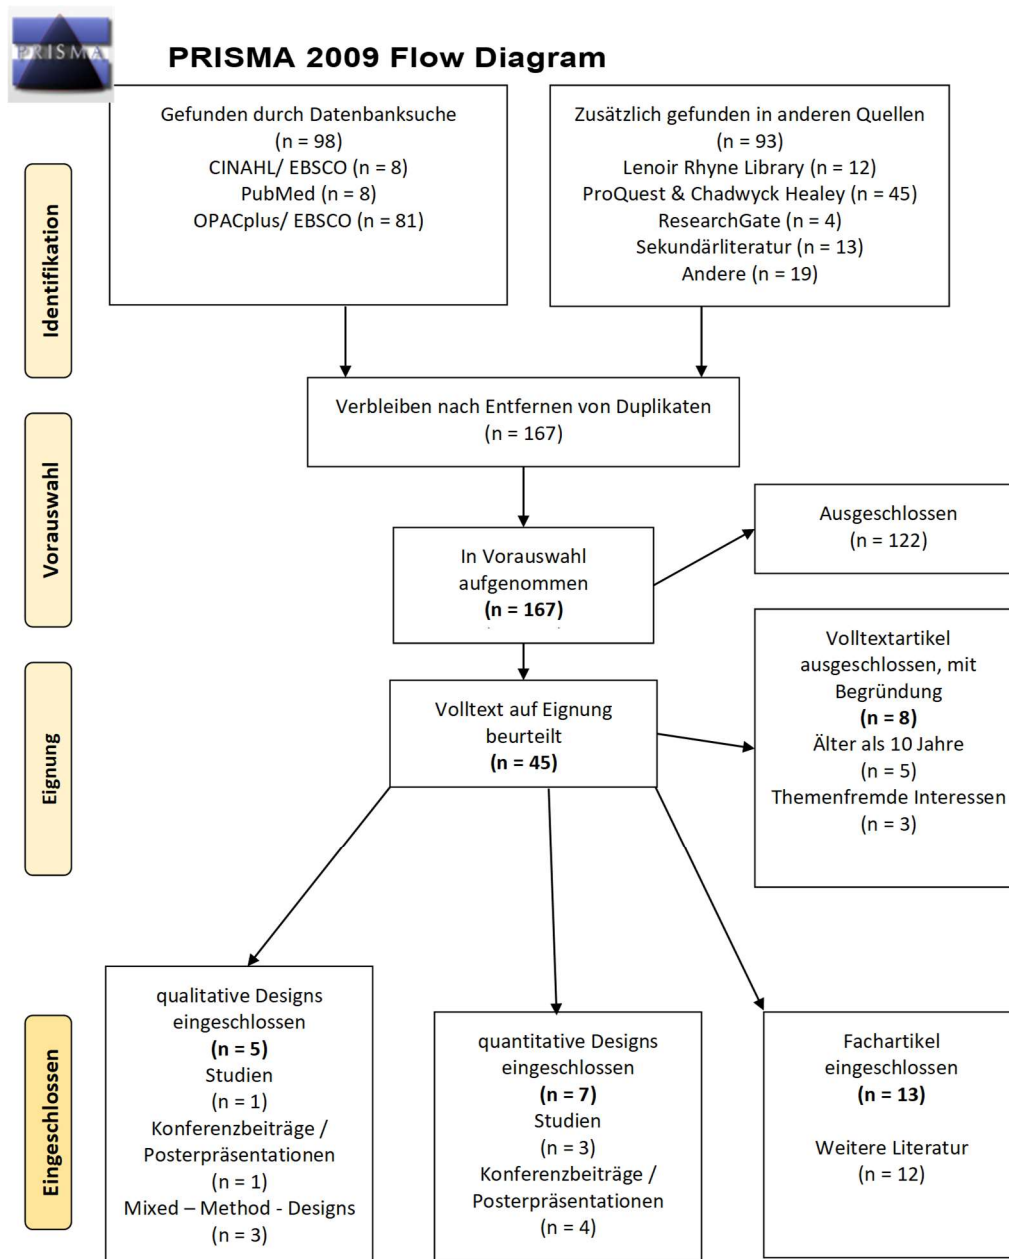 PRISMA
PRISMA 2009 Flow Diagram
Identifikation
Gefunden durch Datenbanksuche
(n = 98)
CINAHL/ EBSCO (n = 8)
PubMed (n = 8)
OPACplus/ EBSCO (n = 81)
Zusätzlich gefunden in anderen Quellen
(n = 93)
Lenoir Rhyne Library (n = 12)
ProQuest & Chadwyck Healey (n = 45)
ResearchGate (n = 4)
Sekundärliteratur (n = 13)
Andere (n = 19)
Verbleiben nach Entfernen von Duplikaten
(n = 167)
Vorauswahl
In Vorauswahl
aufgenommen
(n = 167)
Ausgeschlossen
(n = 122)
Eignung
Volltext auf Eignung
beurteilt
(n = 45)
Volltextartikel
ausgeschlossen, mit
Begründung
(n = 8)
Älter als 10 Jahre
(n = 5)
Themenfremde Interessen
(n = 3)
Eingeschlossen
qualitative Designs
eingeschlossen
(n = 5)
Studien
(n = 1)
Konferenzbeiträge /
Posterpräsentationen
(n = 1)
Mixed – Method - Designs
(n = 3)
quantitative Designs
eingeschlossen
(n = 7)
Studien
(n = 3)
Konferenzbeiträge /
Posterpräsentationen
(n = 4)
Fachartikel
eingeschlossen
(n = 13)
Weitere Literatur
(n = 12)